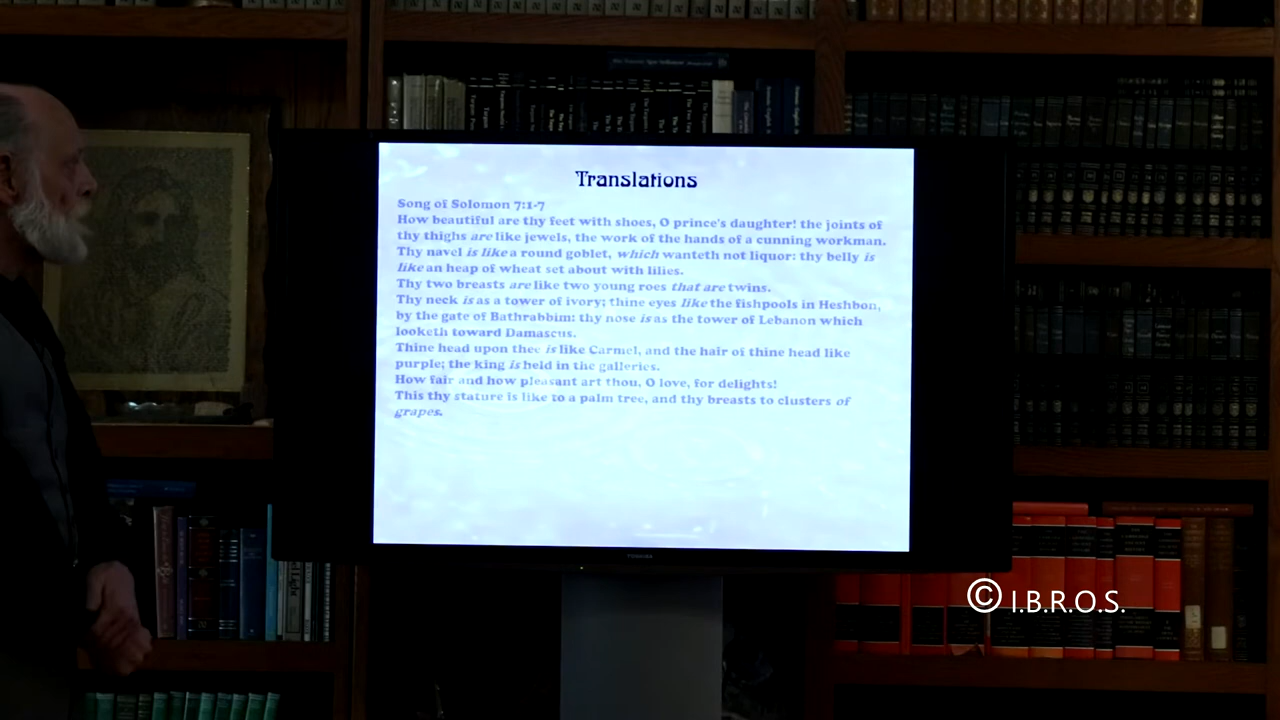 Translations
Song of Solomon 7:1-7
How beautiful are thy feet with shoes, O prince's daughter! the joints of
thy thighs are like jewels, the work of the hands of a cunning workman.
Thy navel is like a round goblet, which wanteth not liquor: thy belly is
like an heap of wheat set about with lilies.
Thy two breasts are like two young roes that are twins.
Thy neck is as a tower of ivory; thine eyes like the fishpools in Heshbon,
by the gate of Bathrabbim: thy nose is as the tower of Lebanon which
looketh toward Damascus.
Thine head upon thee is like Carmel, and the hair of thine head like
purple; the king is held in the galleries.
How fair and how pleasant art thou, O love, for delights!
This thy stature is like to a palm tree, and thy breasts to clusters of
grapes.
TOSHIBA
© I.B.R.O.S.